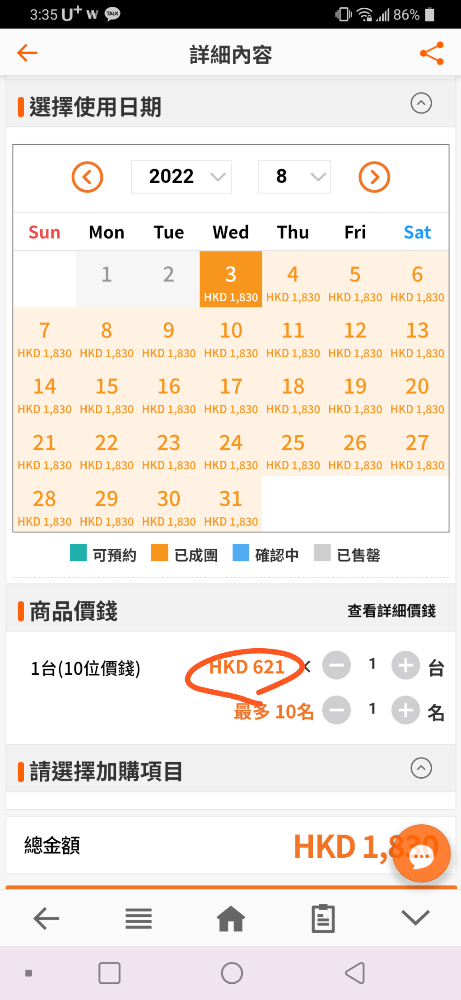 3:35 U+ W TALK 86%
詳細內容
選擇使用日期
2022 8
Sun Mon Tue Wed Thu Fri Sat
1 2 3 4 5 6
HKD 1,830 HKD 1,830 HKD 1,830 HKD 1,830
7 8 9 10 11 12 13
HKD 1,830 HKD 1,830 HKD 1,830 HKD 1,830 HKD 1,830 HKD 1,830 HKD 1,830
14 15 16 17 18 19 20
HKD 1,830 HKD 1,830 HKD 1,830 HKD 1,830 HKD 1,830 HKD 1,830 HKD 1,830
21 22 23 24 25 26 27
HKD 1,830 HKD 1,830 HKD 1,830 HKD 1,830 HKD 1,830 HKD 1,830 HKD 1,830
28 29 30 31
HKD 1,830 HKD 1,830 HKD 1,830 HKD 1,830
可預約 已成團 確認中 已售罄
商品價錢 查看詳細價錢
1台(10位價錢) HKD 621 × 1 台
最多 10名 1 名
請選擇加購項目
總金額 HKD 1,830